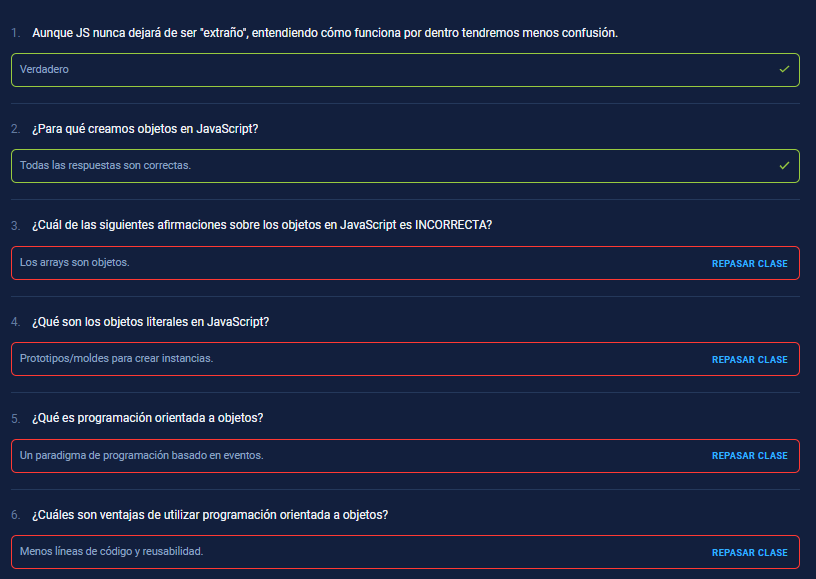 1. Aunque JS nunca dejará de ser "extraño", entendiendo cómo funciona por dentro tendremos menos confusión.
Verdadero
2. ¿Para qué creamos objetos en JavaScript?
Todas las respuestas son correctas.
3. ¿Cuál de las siguientes afirmaciones sobre los objetos en JavaScript es INCORRECTA?
Los arrays son objetos. REPASAR CLASE
4. ¿Qué son los objetos literales en JavaScript?
Prototipos/moldes para crear instancias. REPASAR CLASE
5. ¿Qué es programación orientada a objetos?
Un paradigma de programación basado en eventos. REPASAR CLASE
6. ¿Cuáles son ventajas de utilizar programación orientada a objetos?
Menos líneas de código y reusabilidad. REPASAR CLASE